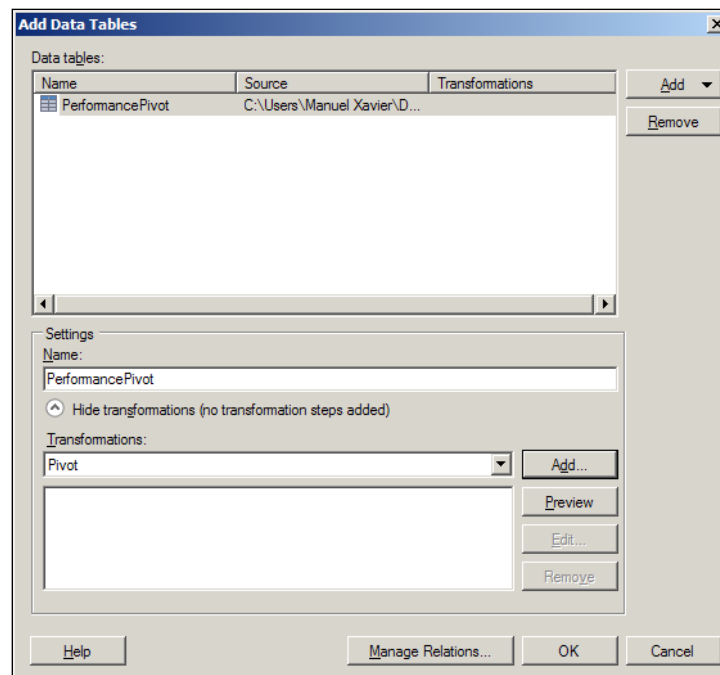 Add Data Tables
Data tables:
Name Source Transformations
PerformancePivot C:\Users\Manuel Xavier\D...
Add
Remove
Settings
Name:
PerformancePivot
Hide transformations (no transformation steps added)
Transformations:
Pivot
Add...
Preview
Edit...
Remove
Help Manage Relations... OK Cancel